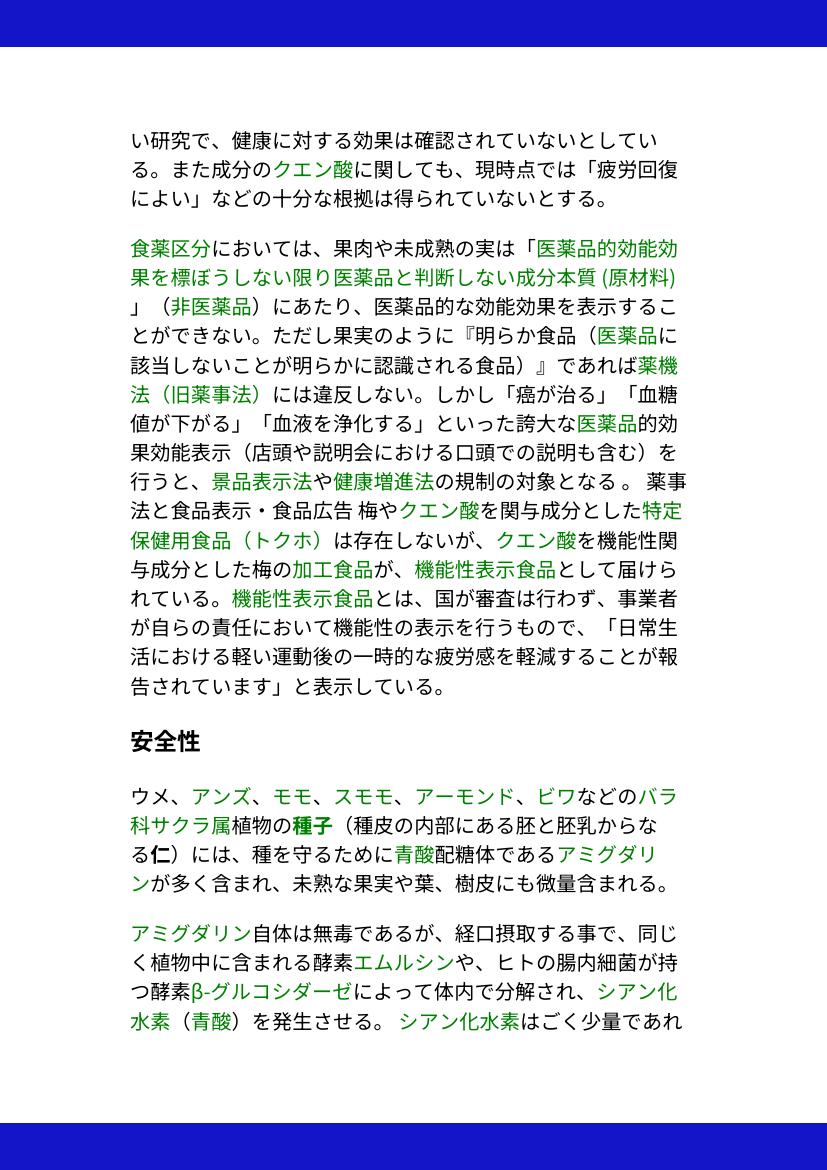 い研究で、健康に対する効果は確認されていないとしてい
る。また成分のクエン酸に関しても、現時点では「疲労回復
によい」などの十分な根拠は得られていないとする。
食薬区分においては、果肉や未成熟の実は「医薬品的効能効
果を標ぼうしない限り医薬品と判断しない成分本質 (原材料)
」（非医薬品）にあたり、医薬品的な効能効果を表示するこ
とができない。ただし果実のように『明らか食品（医薬品に
該当しないことが明らかに認識される食品）』であれば薬機
法（旧薬事法）には違反しない。しかし「癌が治る」「血糖
値が下がる」「血液を浄化する」といった誇大な医薬品的効
果効能表示（店頭や説明会における口頭での説明も含む）を
行うと、景品表示法や健康増進法の規制の対象となる 。 薬事
法と食品表示・食品広告 梅やクエン酸を関与成分とした特定
保健用食品（トクホ）は存在しないが、クエン酸を機能性関
与成分とした梅の加工食品が、機能性表示食品として届けら
れている。機能性表示食品とは、国が審査は行わず、事業者
が自らの責任において機能性の表示を行うもので、「日常生
活における軽い運動後の一時的な疲労感を軽減することが報
告されています」と表示している。
安全性
ウメ、アンズ、モモ、スモモ、アーモンド、ビワなどのバラ
科サクラ属植物の種子（種皮の内部にある胚と胚乳からな
る仁）には、種を守るために青酸配糖体であるアミグダリ
ンが多く含まれ、未熟な果実や葉、樹皮にも微量含まれる。
アミグダリン自体は無毒であるが、経口摂取する事で、同じ
く植物中に含まれる酵素エムルシンや、ヒトの腸内細菌が持
つ酵素β-グルコシダーゼによって体内で分解され、シアン化
水素（青酸）を発生させる。 シアン化水素はごく少量であれ